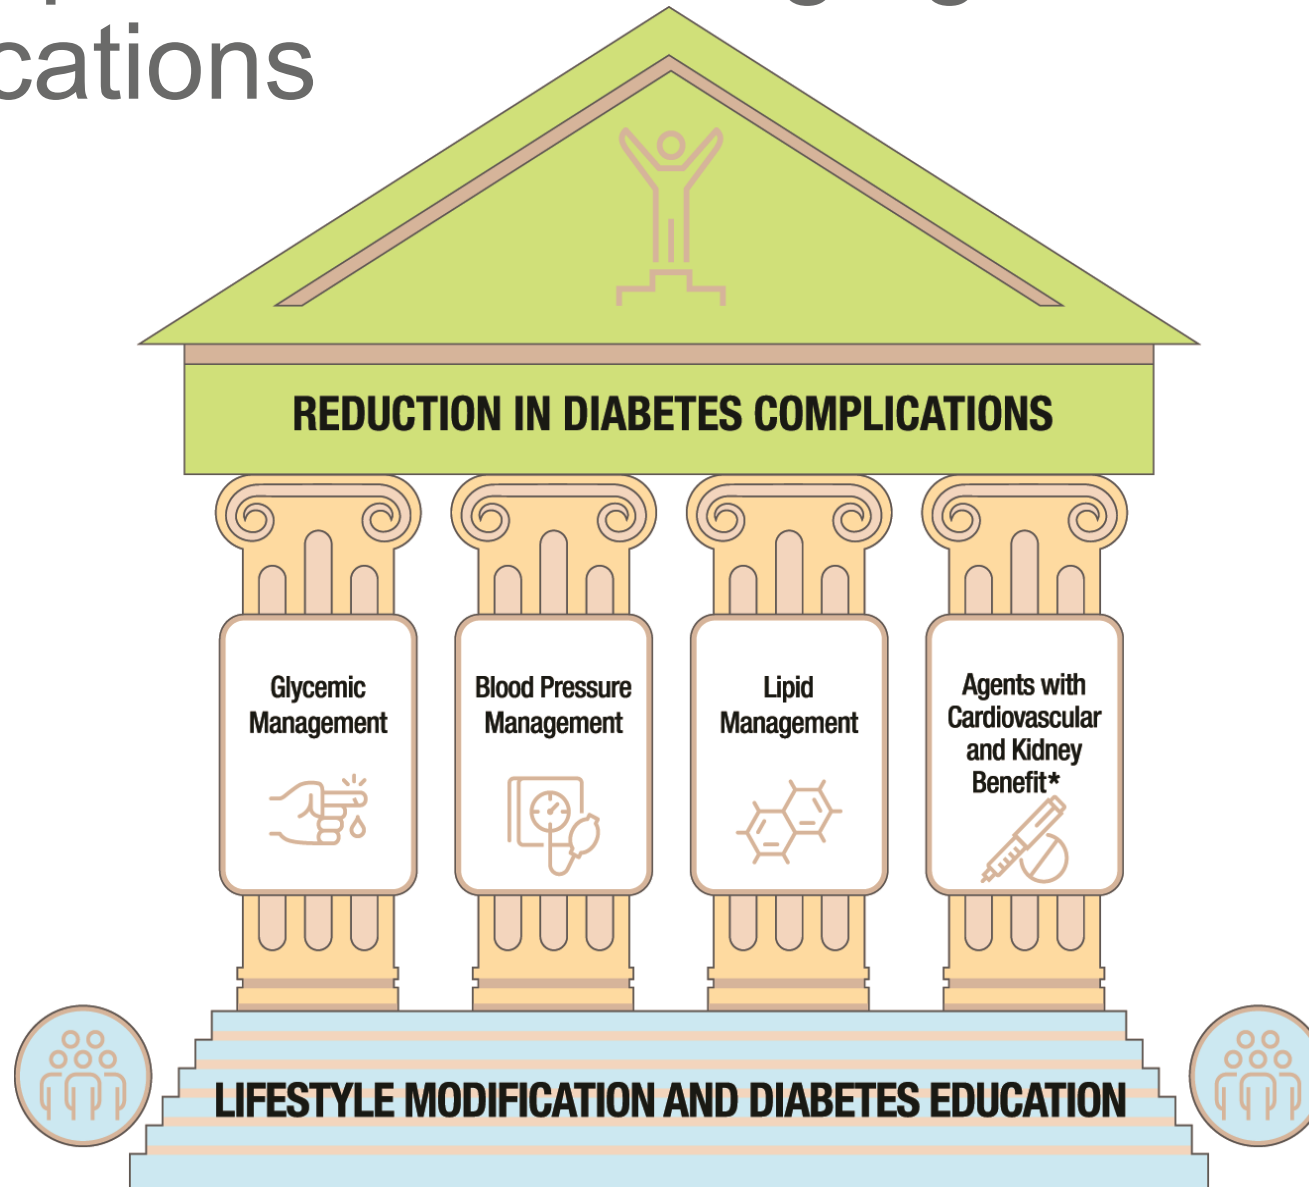 cations
REDUCTION IN DIABETES COMPLICATIONS
Glycemic
Management
Blood Pressure
Management
Lipid
Management
Agents with
Cardiovascular
and Kidney
Benefit*
LIFESTYLE MODIFICATION AND DIABETES EDUCATION